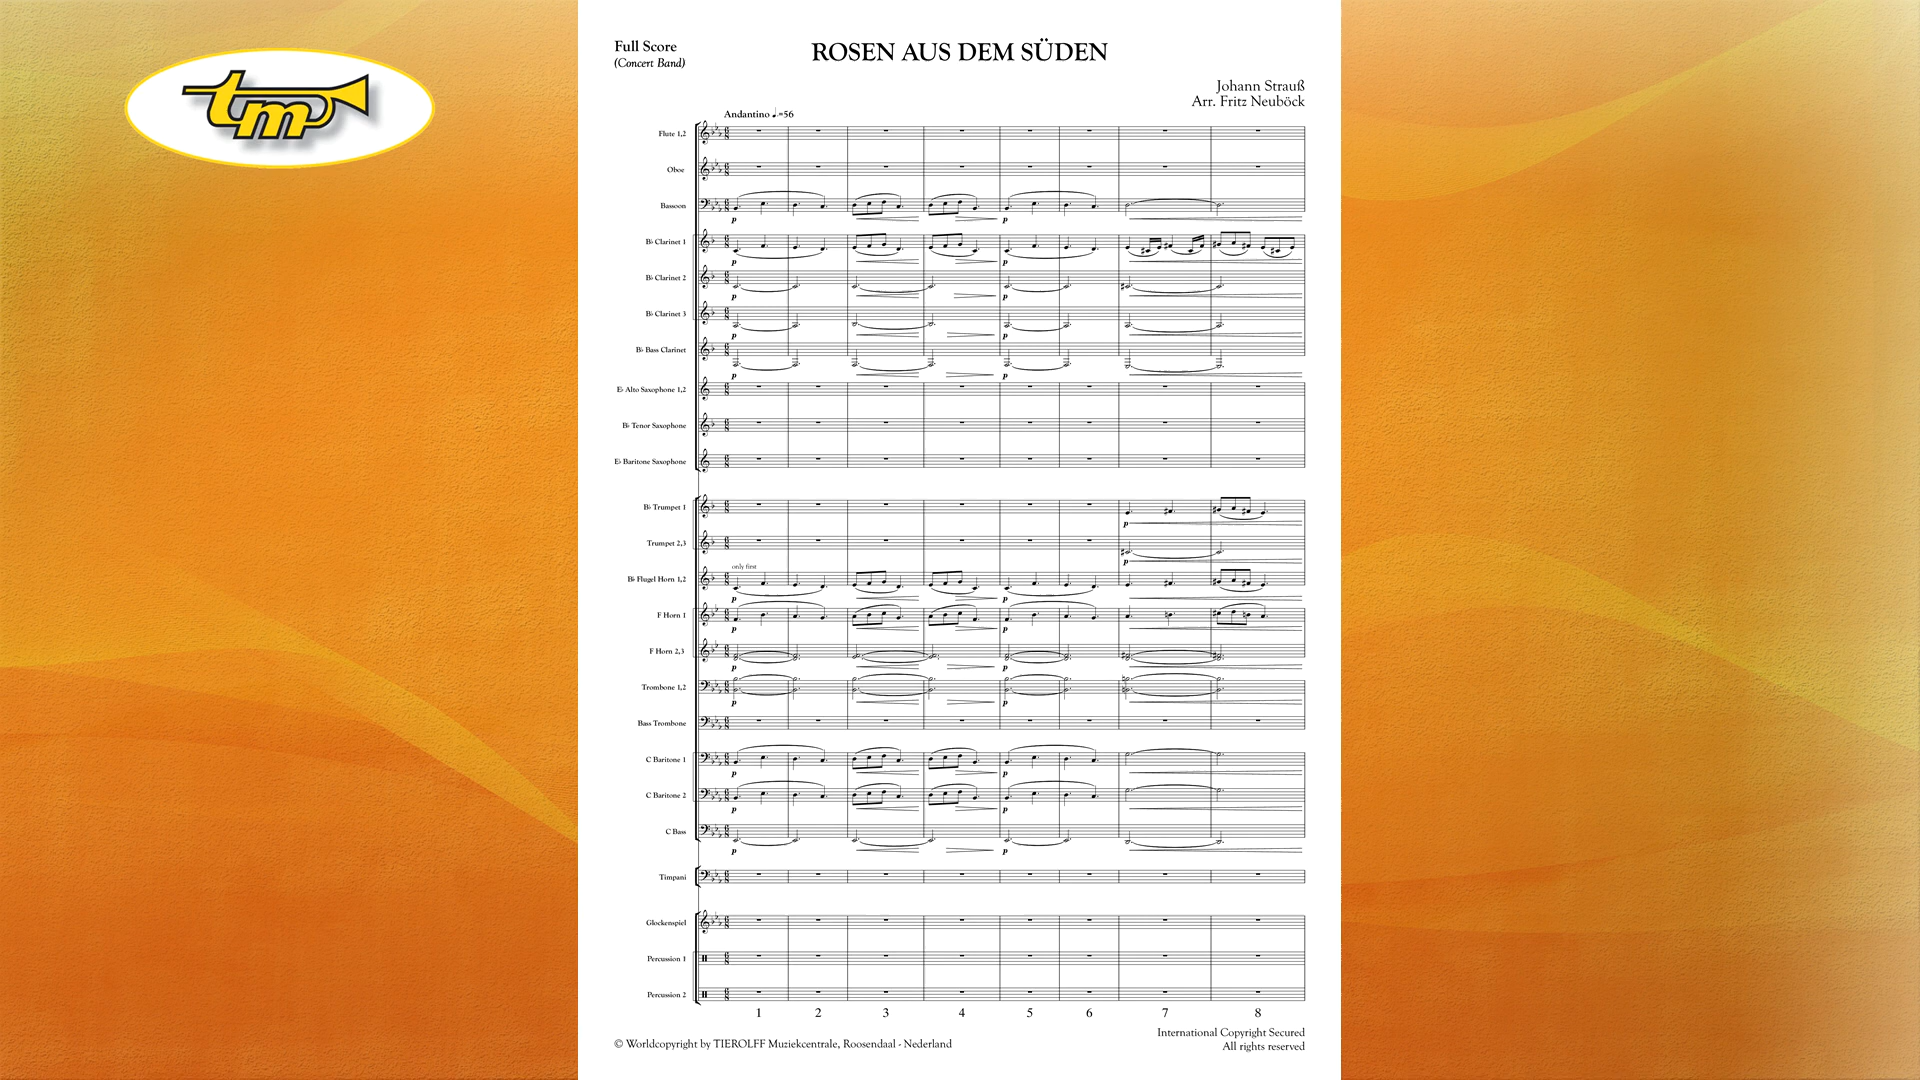 tm
Full Score
(Concert Band)
ROSEN AUS DEM SÜDEN
Johann Strauß
Arr. Fritz Neuböck
Andantino ♩.=56
Flute 1,2
Oboe
Bassoon
p p
B♭ Clarinet 1
p p
B♭ Clarinet 2
p p
B♭ Clarinet 3
p p
B♭ Bass Clarinet
p p
E♭ Alto Saxophone 1,2
B♭ Tenor Saxophone
E♭ Baritone Saxophone
B♭ Trumpet 1
p
Trumpet 2,3
p
only first
B♭ Flugel Horn 1,2
p p
F Horn 1
p p
F Horn 2,3
p p
Trombone 1,2
p p
Bass Trombone
C Baritone 1
p p
C Baritone 2
p p
C Bass
p p
Timpani
Glockenspiel
Percussion 1
Percussion 2
1 2 3 4 5 6 7 8
© Worldcopyright by TIEROLFF Muziekcentrale, Roosendaal - Nederland
International Copyright Secured
All rights reserved